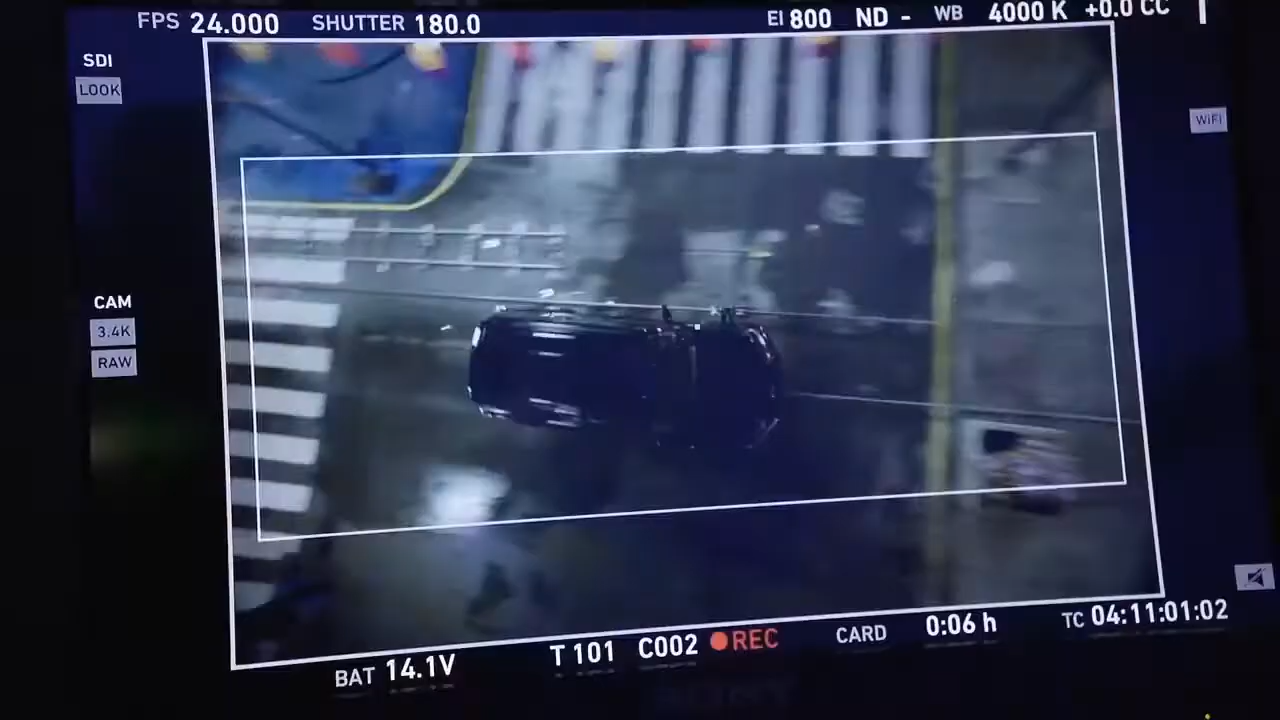 FPS 24.000 SHUTTER 180.0 EI 800 ND - WB 4000 K +0.0 CC
SDI
LOOK
WiFi
CAM
3.4K
RAW
BAT 14.1V T 101 C002 REC CARD 0:06 h TC 04:11:01:02